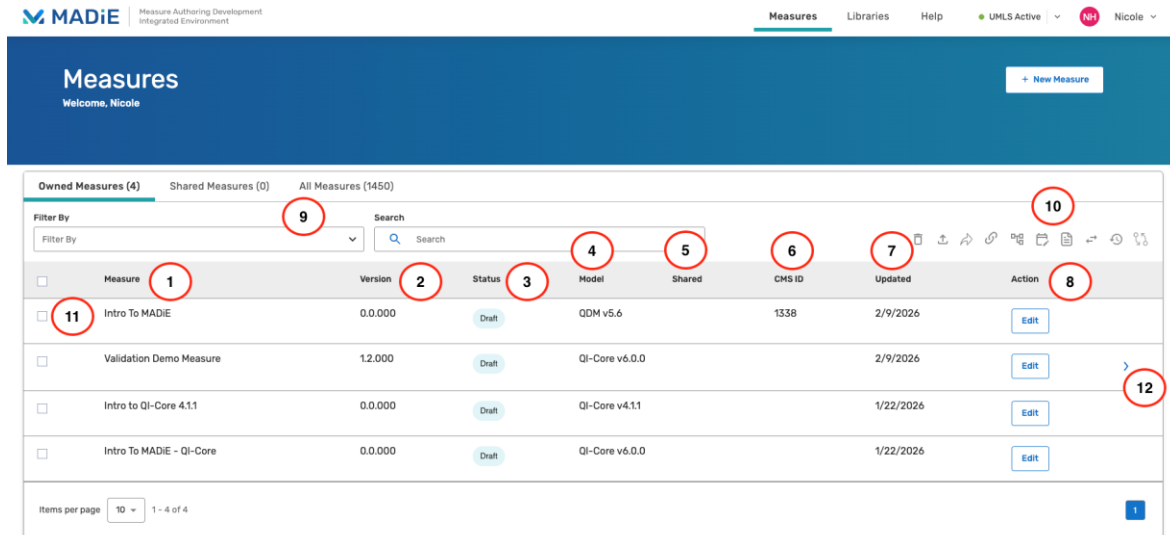 MADiE
Measure Authoring Development
Integrated Environment
Measures Libraries Help UMLS Active NH Nicole
Measures
Welcome, Nicole
+ New Measure
Owned Measures (4) Shared Measures (0) All Measures (1450)
Filter By 9 Search 10
Filter By Search
4 5 6 7
Measure 1 Version 2 Status 3 Model Shared CMS ID Updated Action 8
11 Intro To MADiE 0.0.000 Draft QDM v5.6 1338 2/9/2026 Edit
Validation Demo Measure 1.2.000 Draft QI-Core v6.0.0 2/9/2026 Edit
12
Intro to QI-Core 4.1.1 0.0.000 Draft QI-Core v4.1.1 1/22/2026 Edit
Intro To MADiE - QI-Core 0.0.000 Draft QI-Core v6.0.0 1/22/2026 Edit
Items per page 10 1 - 4 of 4 1